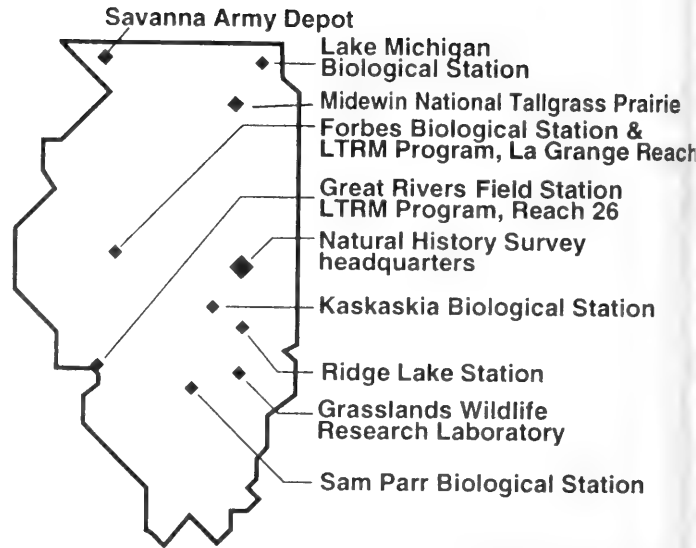 Savanna Army Depot
Lake Michigan
Biological Station
Midewin National Tallgrass Prairie
Forbes Biological Station &
LTRM Program, La Grange Reach
Great Rivers Field Station
LTRM Program, Reach 26
Natural History Survey
headquarters
Kaskaskia Biological Station
Ridge Lake Station
Grasslands Wildlife
Research Laboratory
Sam Parr Biological Station